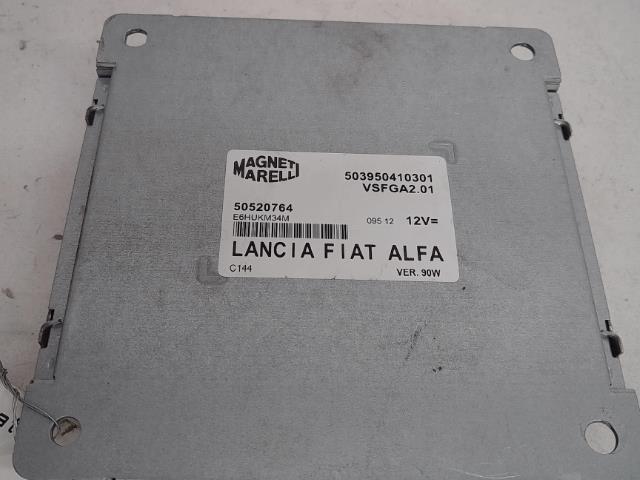 MAGNETI
MARELLI
503950410301
VSFGA2.01
50520764
E6HUKM34M
095 12 12V=
LANCIA FIAT ALFA
C144 VER. 90W